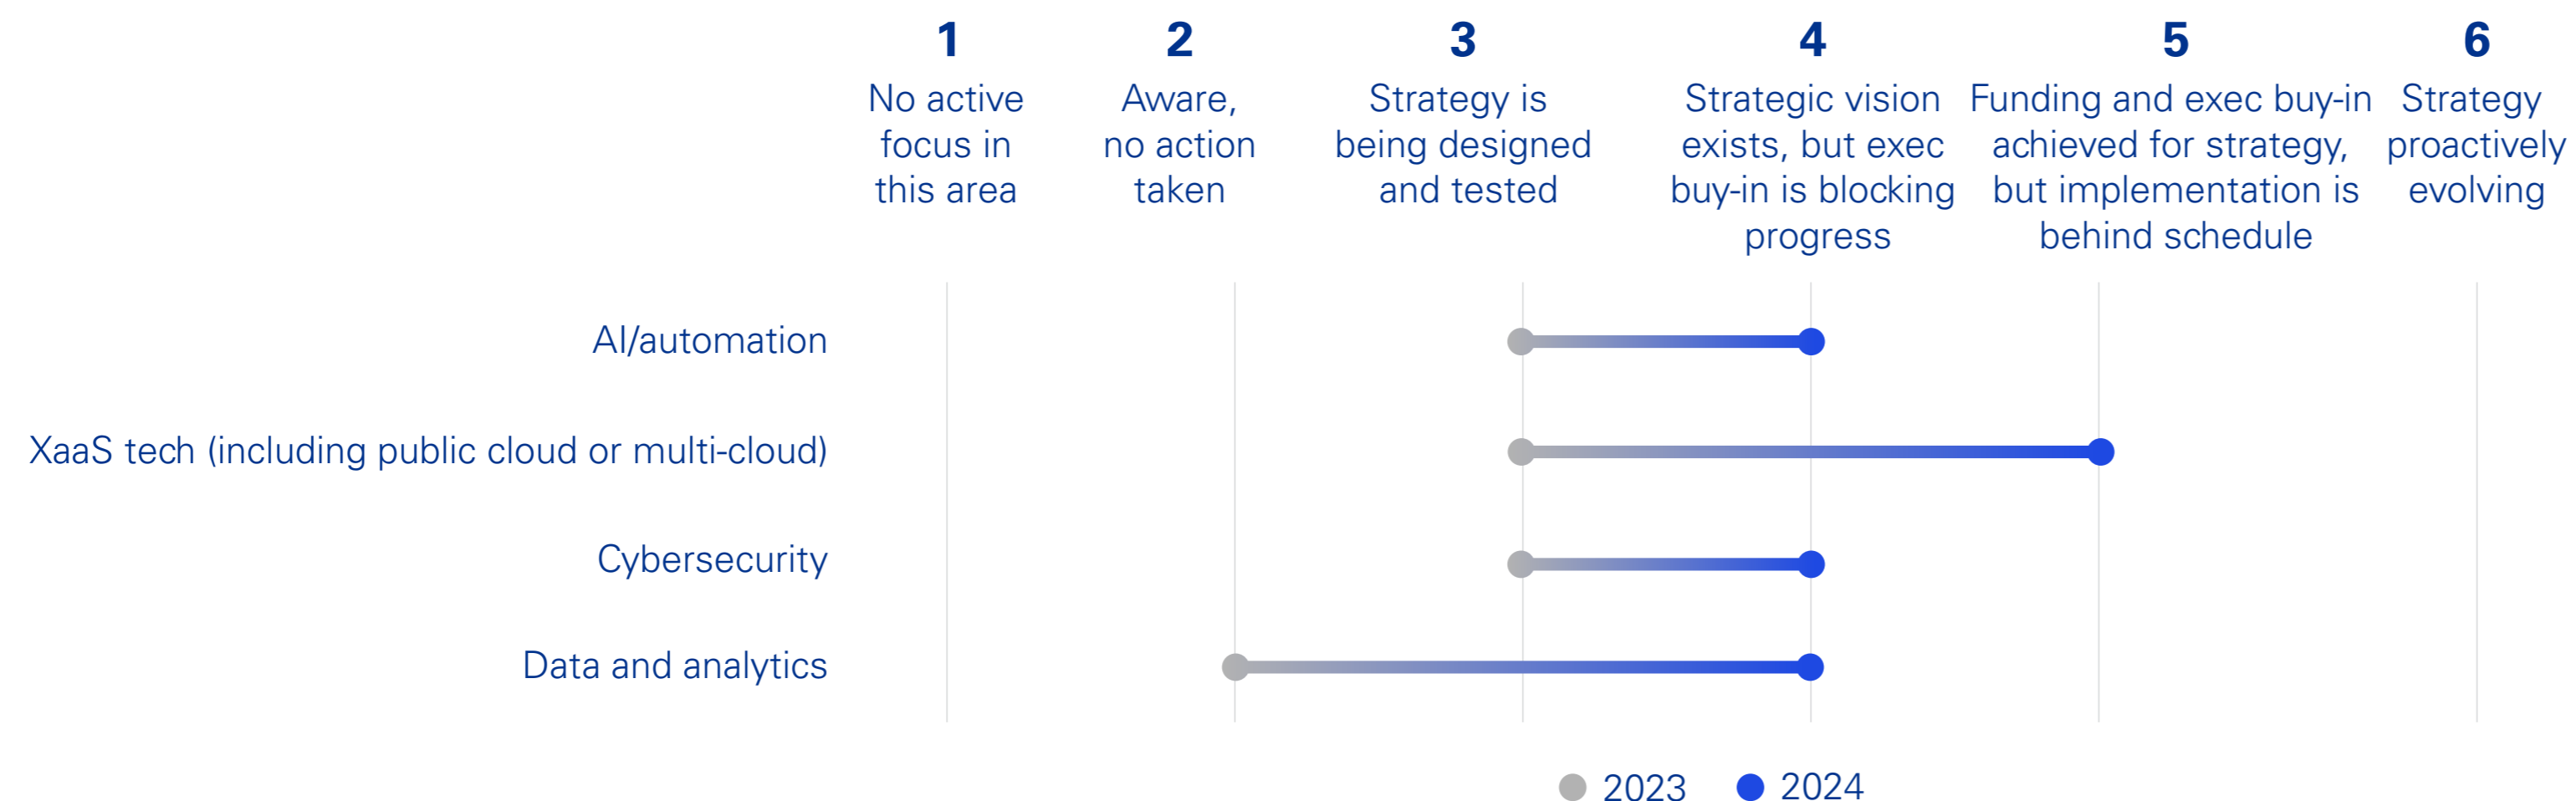 1
No active
focus in
this area
2
Aware,
no action
taken
3
Strategy is
being designed
and tested
4
Strategic vision
exists, but exec
buy-in is blocking
progress
5
Funding and exec buy-in
achieved for strategy,
but implementation is
behind schedule
6
Strategy
proactively
evolving
AI/automation
XaaS tech (including public cloud or multi-cloud)
Cybersecurity
Data and analytics
2023
2024